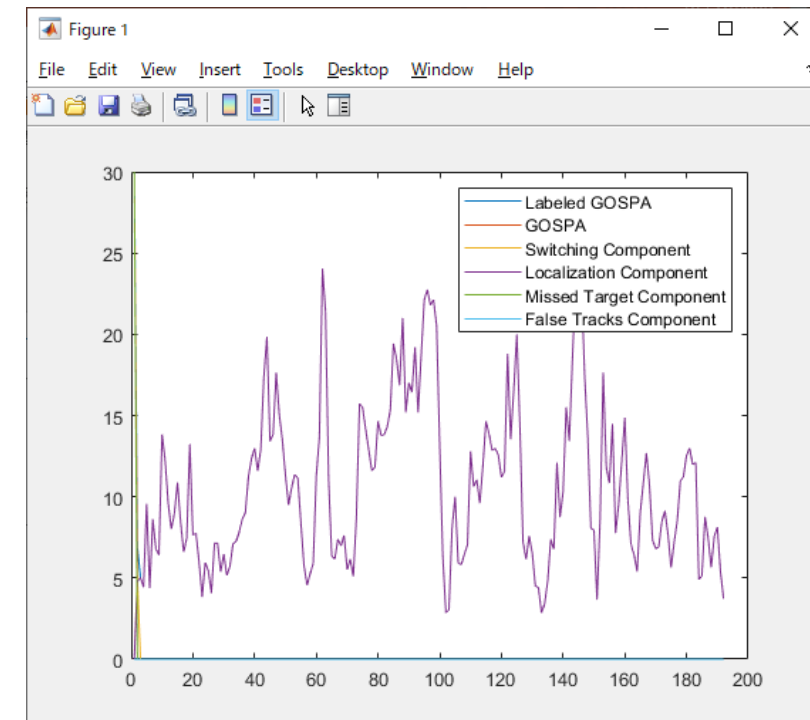 Figure 1
File Edit View Insert Tools Desktop Window Help
30
25
20
15
10
5
0
Labeled GOSPA
GOSPA
Switching Component
Localization Component
Missed Target Component
False Tracks Component
0 20 40 60 80 100 120 140 160 180 200